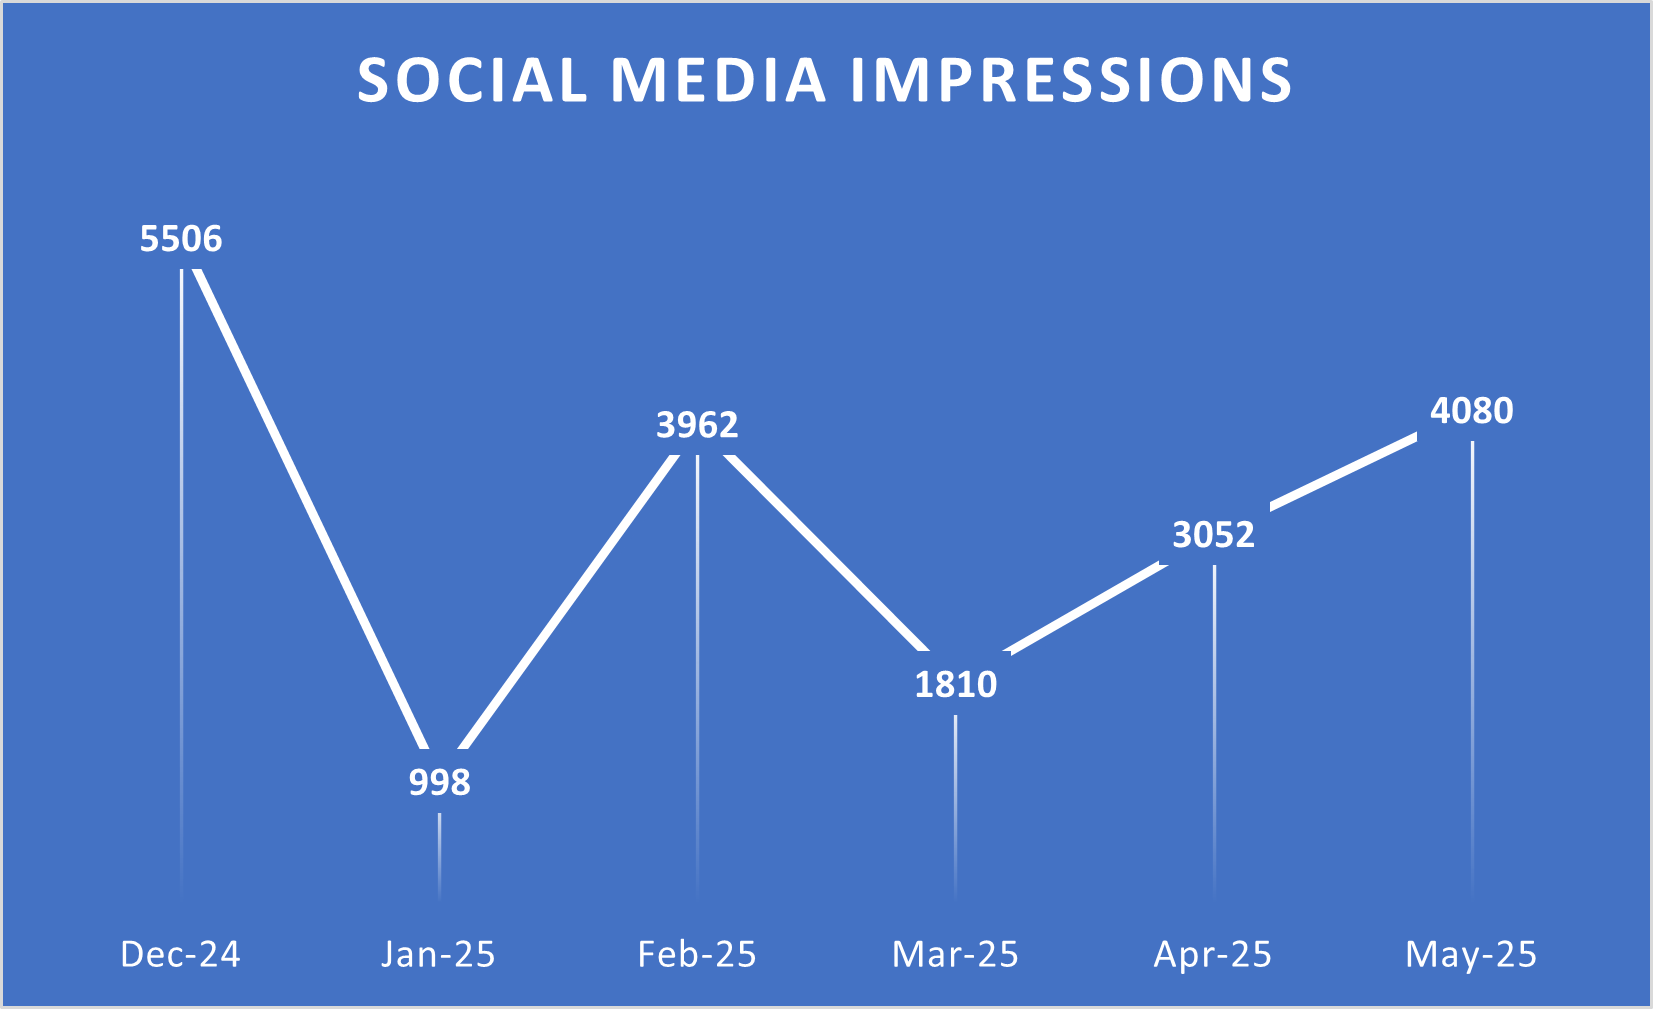 SOCIAL MEDIA IMPRESSIONS
5506
998
3962
1810
3052
4080
Dec-24
Jan-25
Feb-25
Mar-25
Apr-25
May-25